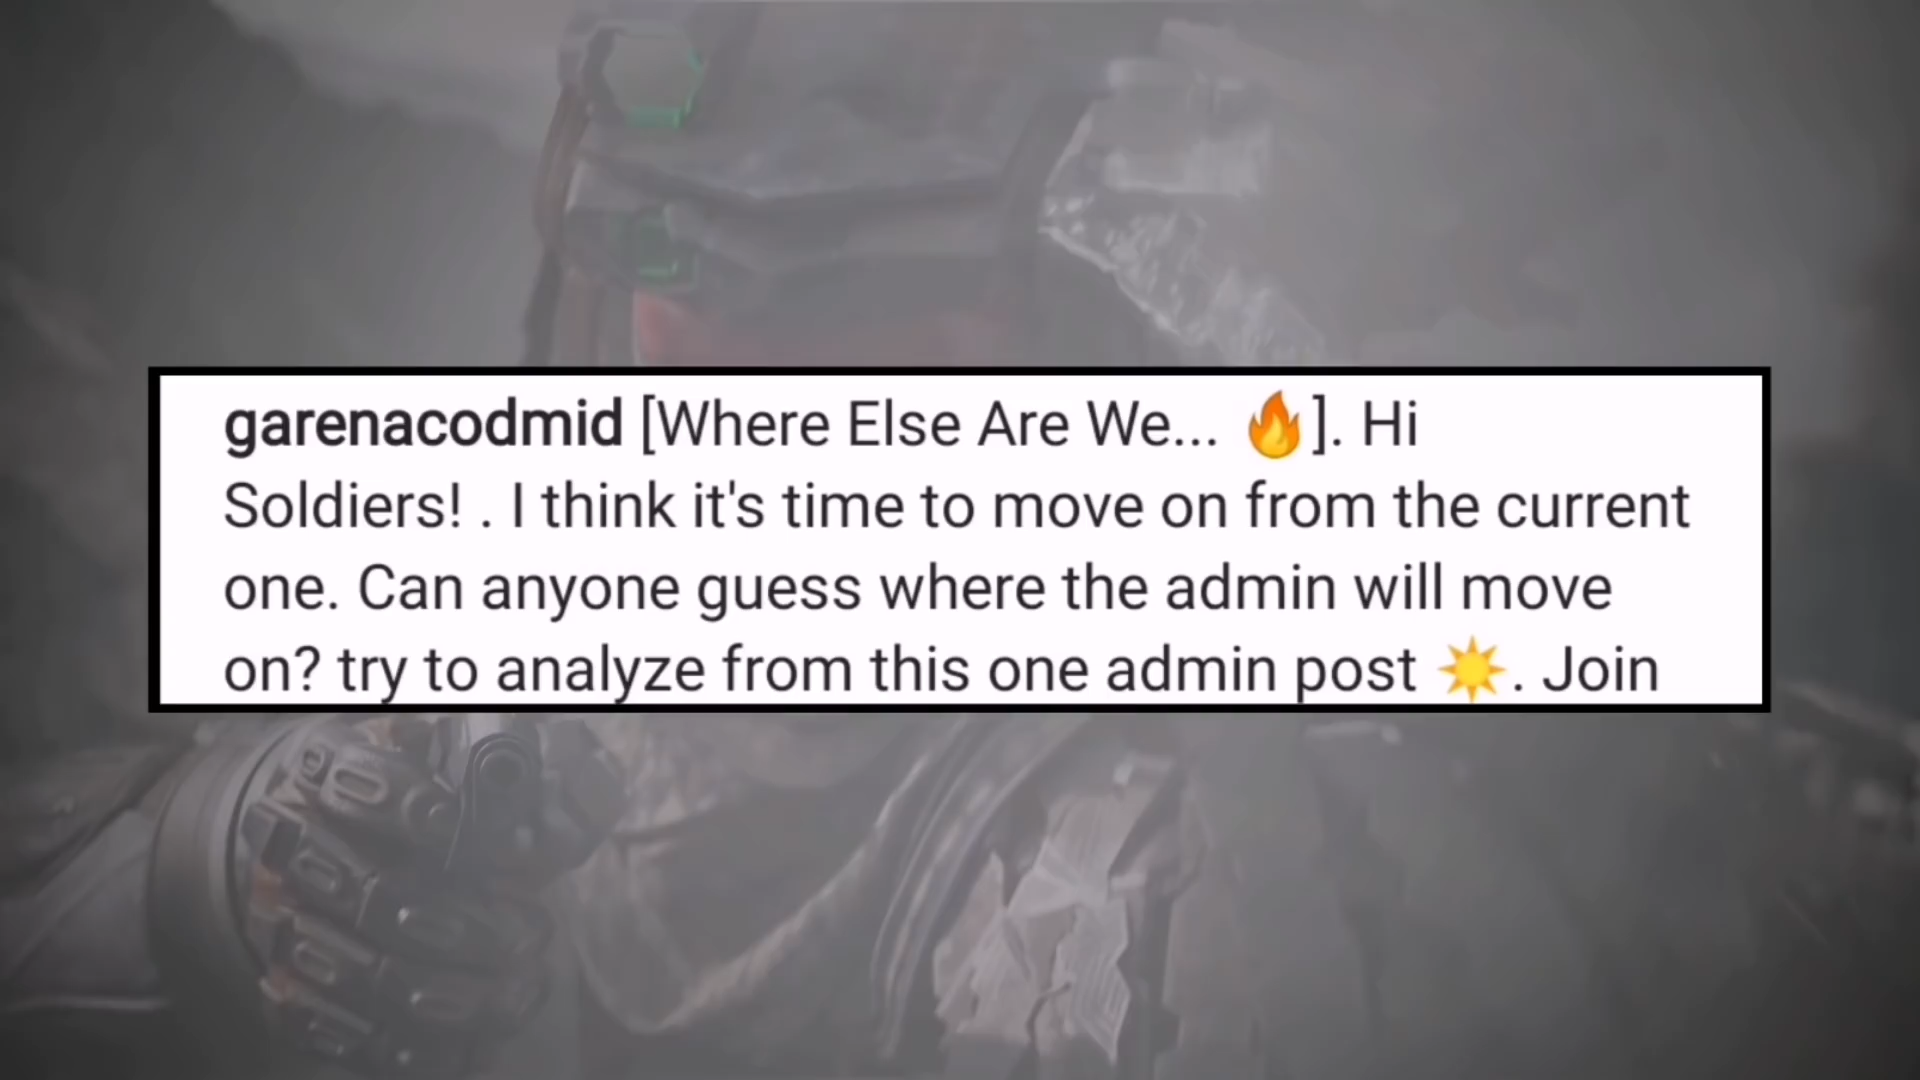 garenacodmid [Where Else Are We... 🔥]. Hi
Soldiers! . I think it's time to move on from the current
one. Can anyone guess where the admin will move
on? try to analyze from this one admin post ☀️. Join